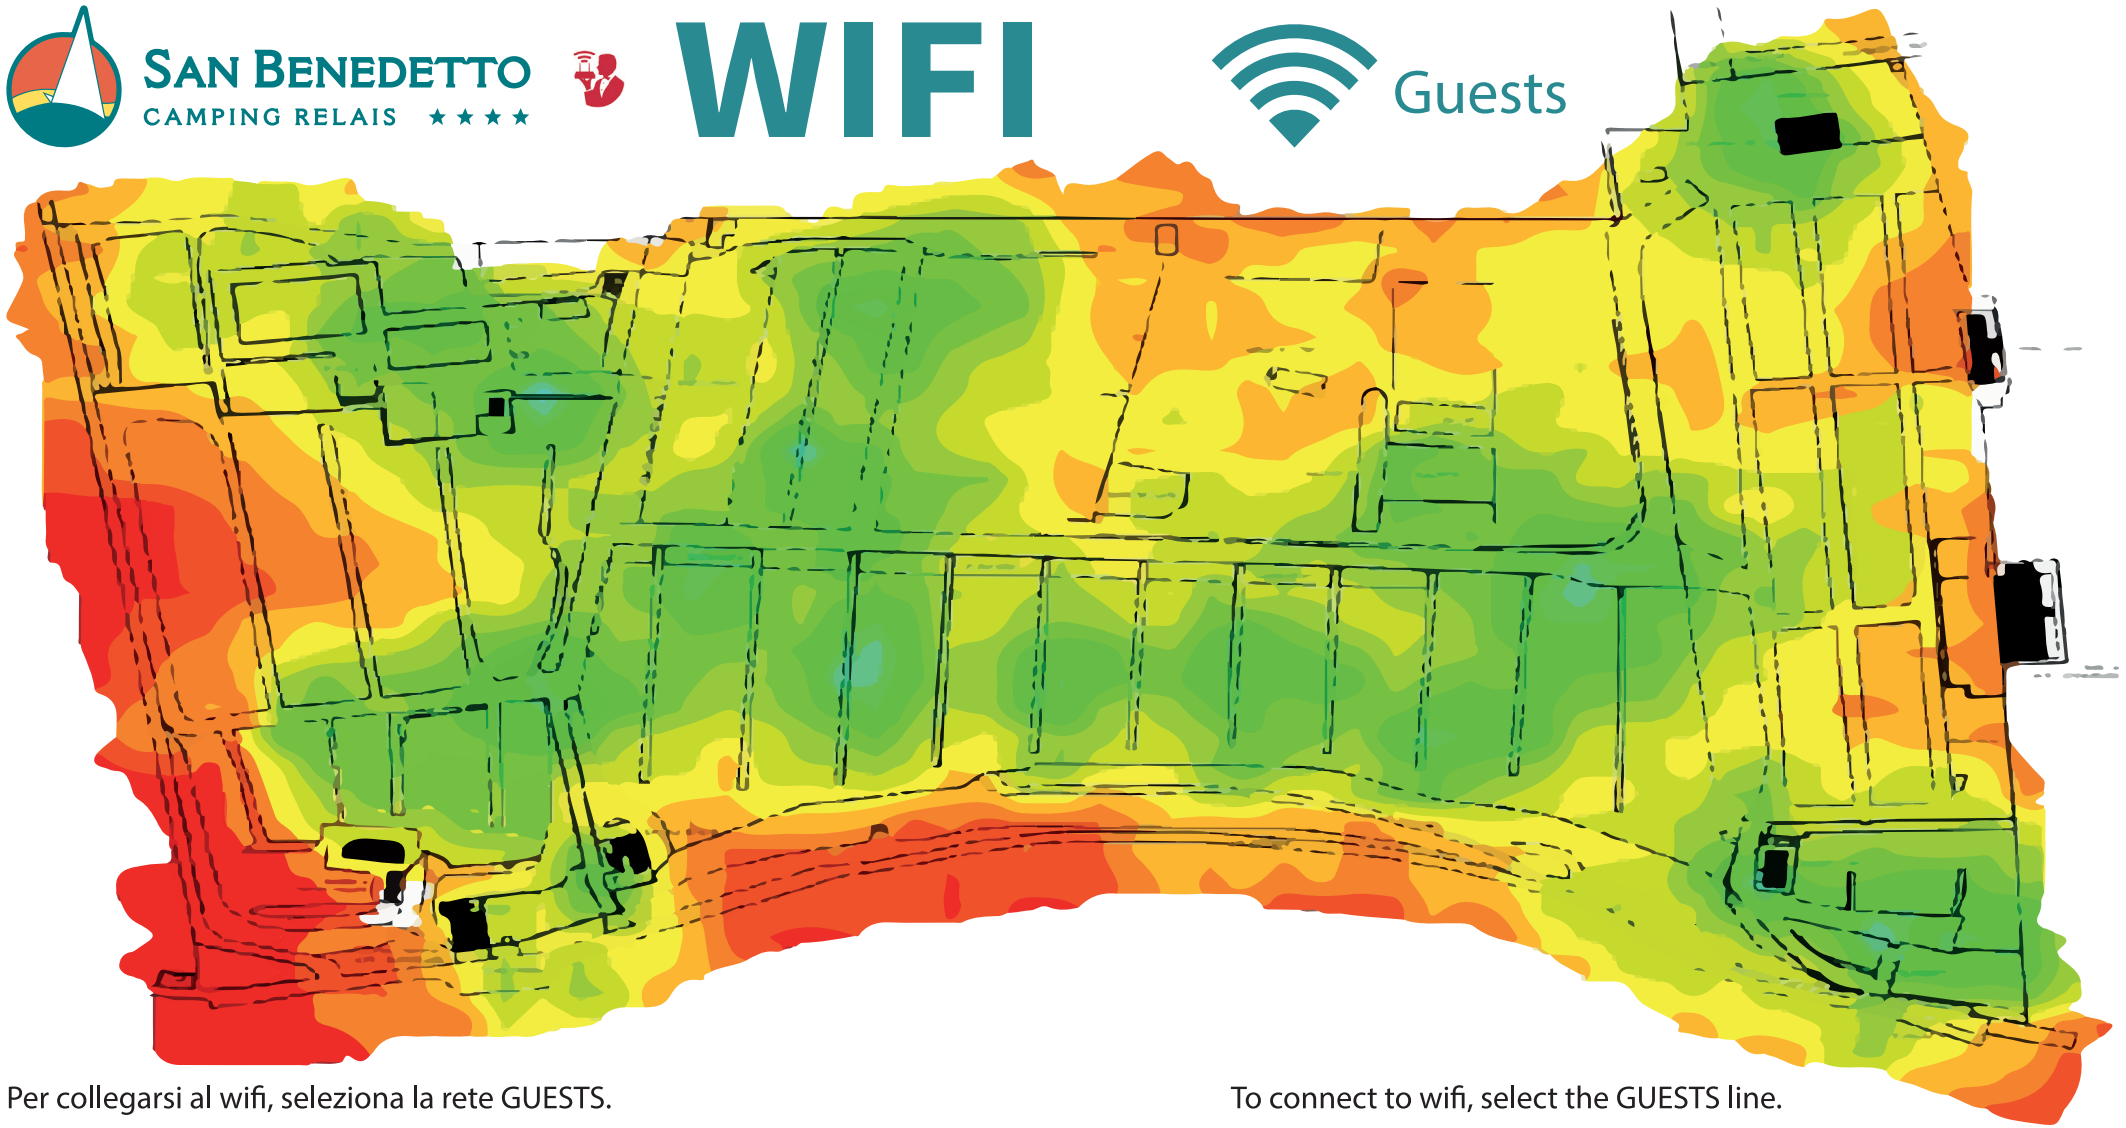 SAN BENEDETTO
CAMPING RELAIS
WIFI
Guests
Per collegarsi al wifi, seleziona la rete GUESTS.
To connect to wifi, select the GUESTS line.